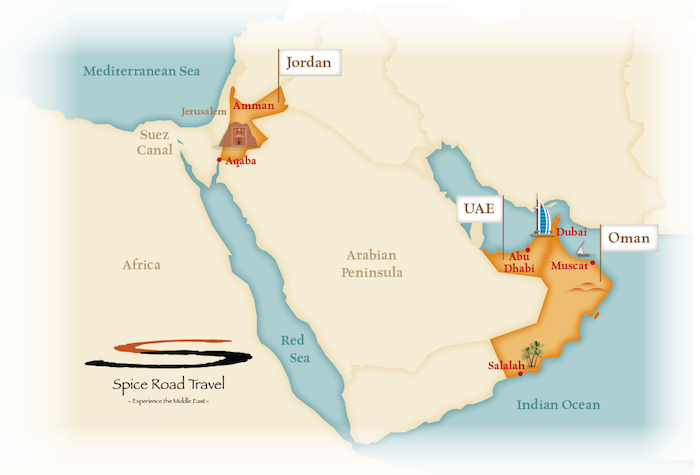 Jordan
Mediterranean Sea
Jerusalem
Amman
Suez
Canal
Aqaba
UAE
Dubai
Oman
Abu
Dhabi
Muscat
Arabian
Peninsula
Africa
Red
Sea
Salalah
Indian Ocean
Spice Road Travel
~ Experience the Middle East ~